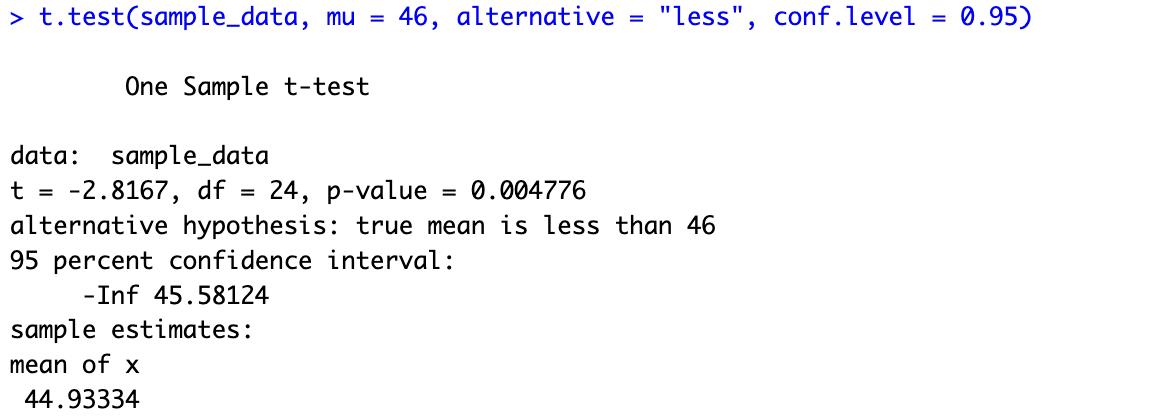 > t.test(sample_data, mu = 46, alternative = "less", conf.level = 0.95)
One Sample t-test
data:  sample_data
t = -2.8167, df = 24, p-value = 0.004776
alternative hypothesis: true mean is less than 46
95 percent confidence interval:
-Inf 45.58124
sample estimates:
mean of x
44.93334